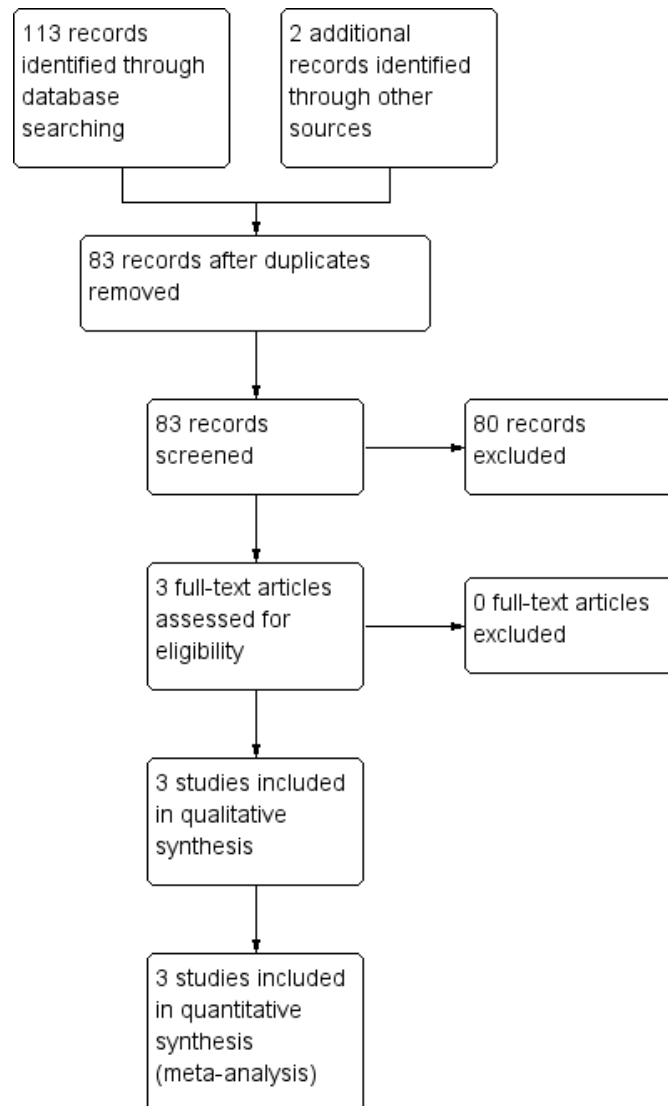 113 records
identified through
database
searching
2 additional
records identified
through other
sources
83 records after duplicates
removed
83 records
screened
80 records
excluded
3 full-text articles
assessed for
eligibility
0 full-text articles
excluded
3 studies included
in qualitative
synthesis
3 studies included
in quantitative
synthesis
(meta-analysis)